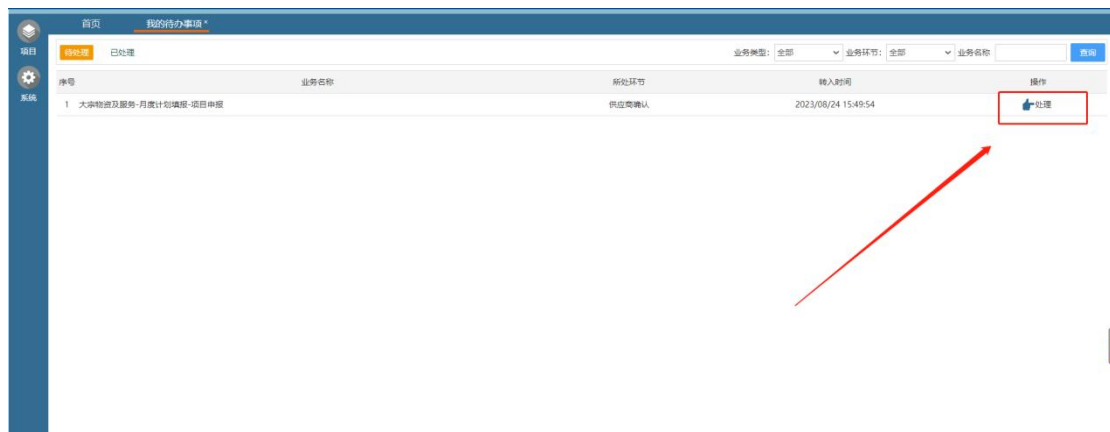 首页 我的待办事项*
项目
系统
待处理 已处理 业务类型: 全部 业务环节: 全部 业务名称 查询
序号 业务名称 所处环节 转入时间 操作
1 大宗物资及服务-月度计划填报-项目申报 供应商确认 2023/08/24 15:49:54 处理